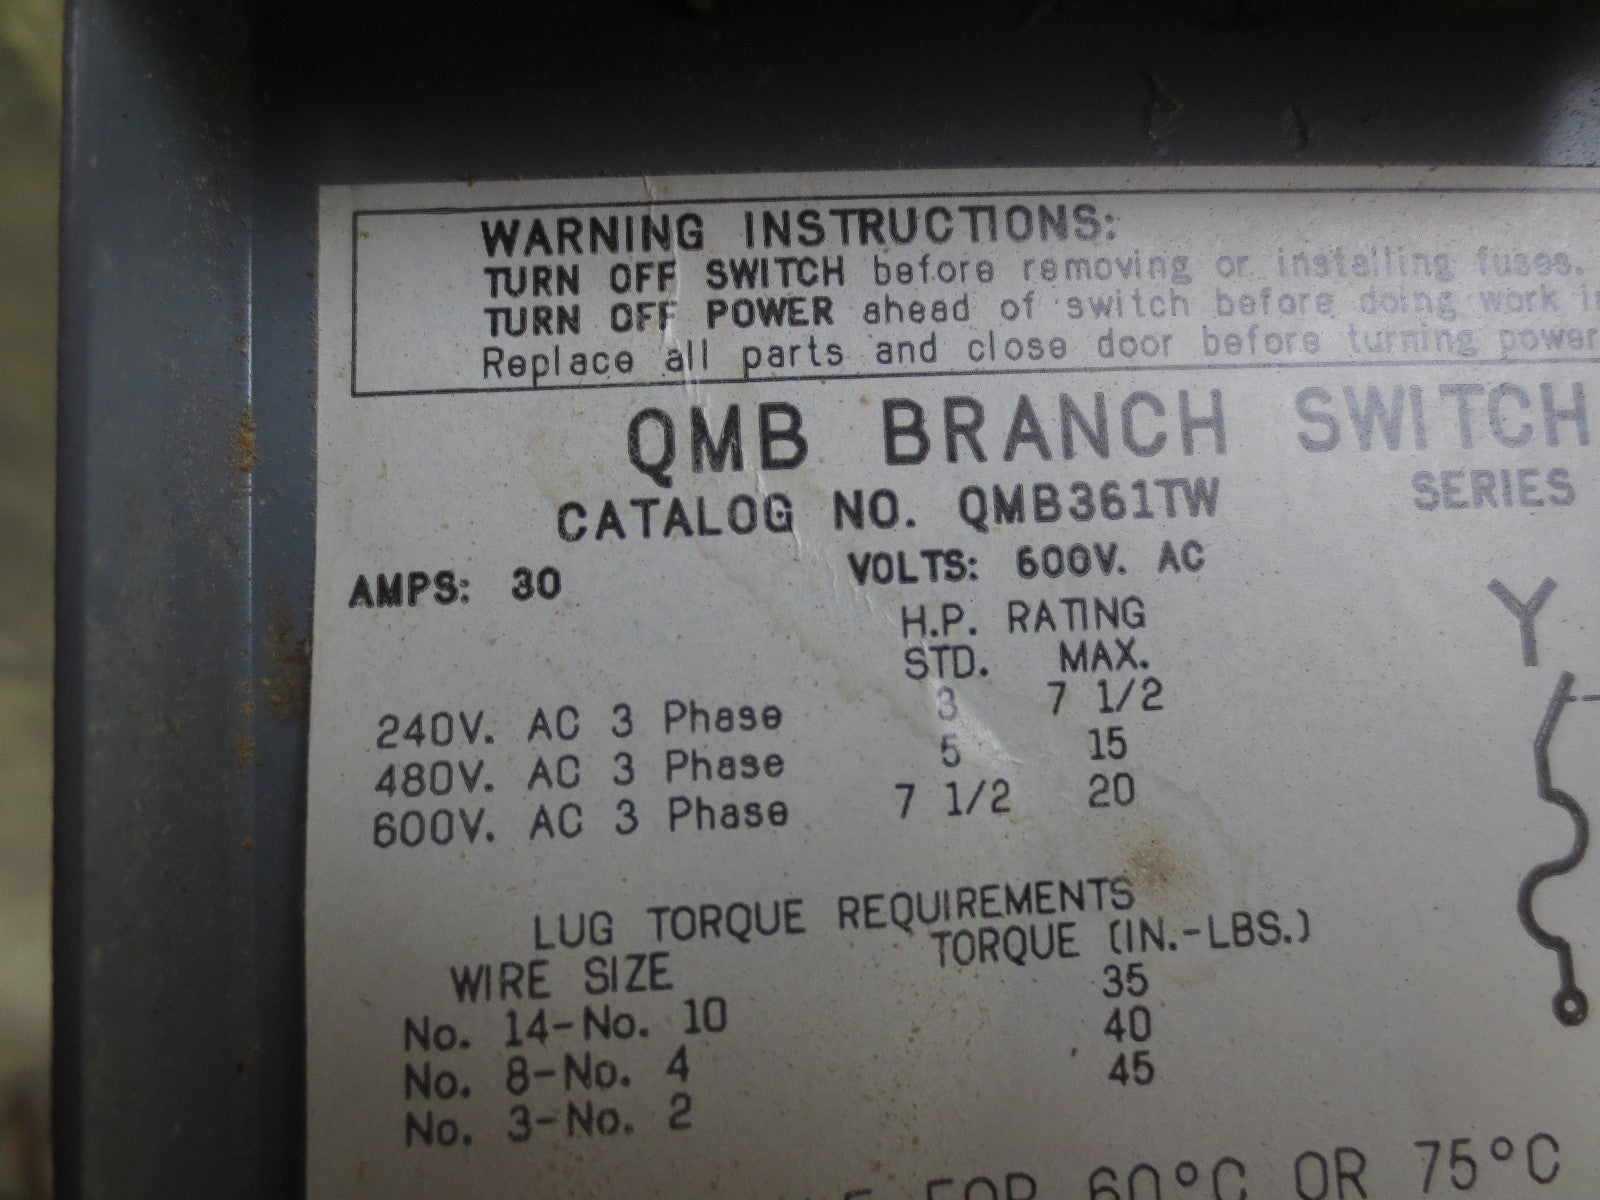 WARNING INSTRUCTIONS:
TURN OFF SWITCH before removing or installing fuses.
TURN OFF POWER ahead of switch before doing work
Replace all parts and close door before turning power
QMB BRANCH SWITCH
CATALOG NO. QMB361TW SERIES
AMPS: 30 VOLTS: 600V. AC
H.P. RATING
STD. MAX.
240V. AC 3 Phase 3 7 1/2
480V. AC 3 Phase 5 15
600V. AC 3 Phase 7 1/2 20
LUG TORQUE REQUIREMENTS
WIRE SIZE TORQUE (IN.-LBS.)
No. 14-No. 10 35
No. 8-No. 4 40
No. 3-No. 2 45
FOR 60°C OR 75°C